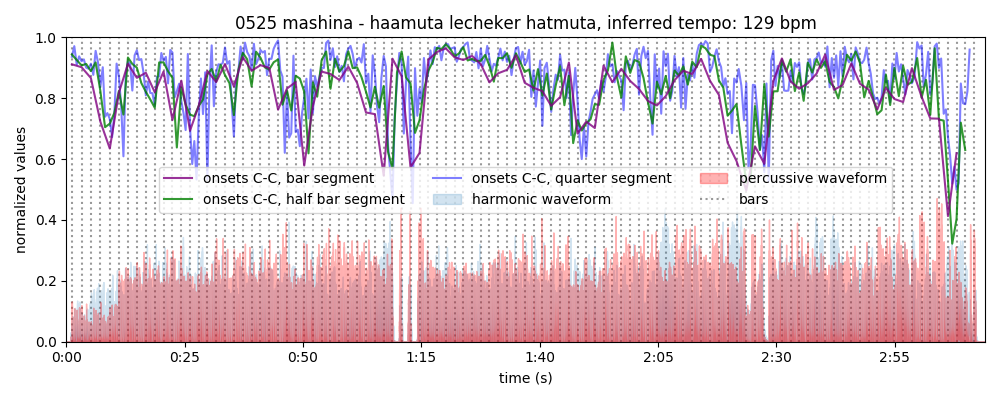 0525 mashina - haamuta lecheker hatmuta, inferred tempo: 129 bpm
normalized values
1.0
0.8
0.6
0.4
0.2
0.0
onsets C-C, bar segment
onsets C-C, half bar segment
onsets C-C, quarter segment
harmonic waveform
percussive waveform
bars
0:00 0:25 0:50 1:15 1:40 2:05 2:30 2:55
time (s)